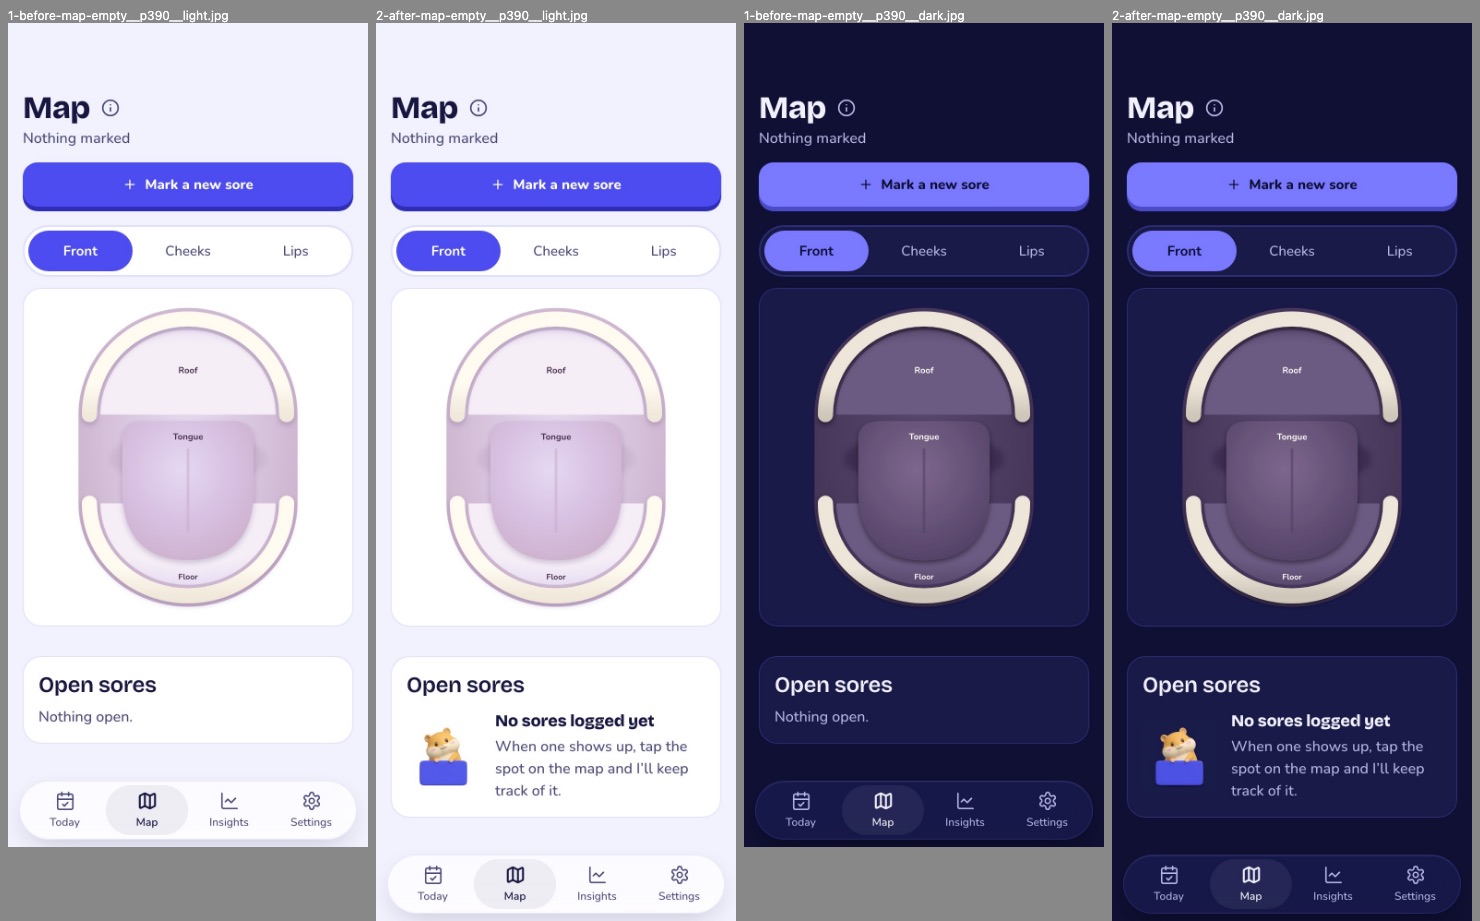 1-before-map-empty__p390__light.jpg
Map
Nothing marked
+ Mark a new sore
Front Cheeks Lips
Roof
Tongue
Floor
Open sores
Nothing open.
Today Map Insights Settings
2-after-map-empty__p390__light.jpg
Map
Nothing marked
+ Mark a new sore
Front Cheeks Lips
Roof
Tongue
Floor
Open sores
No sores logged yet
When one shows up, tap the
spot on the map and I’ll keep
track of it.
Today Map Insights Settings
1-before-map-empty__p390__dark.jpg
Map
Nothing marked
+ Mark a new sore
Front Cheeks Lips
Roof
Tongue
Floor
Open sores
Nothing open.
Today Map Insights Settings
2-after-map-empty__p390__dark.jpg
Map
Nothing marked
+ Mark a new sore
Front Cheeks Lips
Roof
Tongue
Floor
Open sores
No sores logged yet
When one shows up, tap the
spot on the map and I’ll keep
track of it.
Today Map Insights Settings